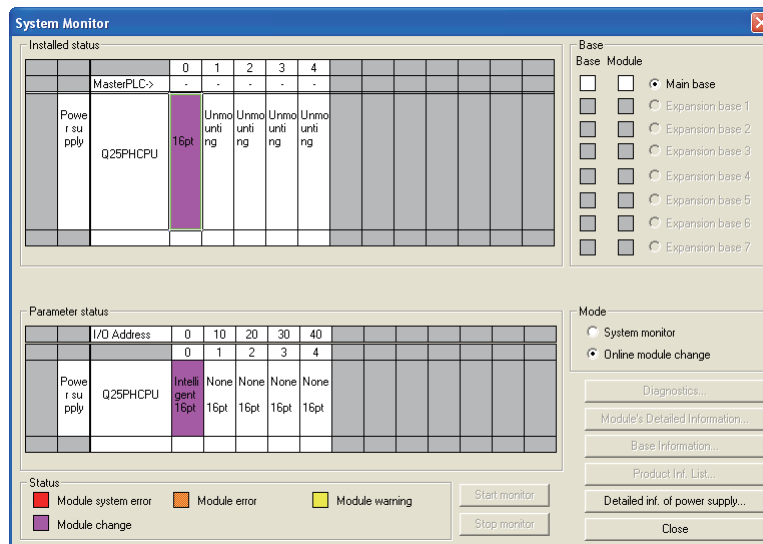 System Monitor
Installed status
0 1 2 3 4
MasterPLC-> - - - - -
Powe
r su
pply
Q25PHCPU
16pt
Unmo
unti
ng
Unmo
unti
ng
Unmo
unti
ng
Unmo
unti
ng
Base
Base Module
Main base
Expansion base 1
Expansion base 2
Expansion base 3
Expansion base 4
Expansion base 5
Expansion base 6
Expansion base 7
Parameter status
I/O Address 0 10 20 30 40
0 1 2 3 4
Powe
r su
pply
Q25PHCPU
Intelli
gent
16pt
None
16pt
None
16pt
None
16pt
None
16pt
Mode
System monitor
Online module change
Diagnostics...
Module's Detailed Information...
Base Information...
Product Inf. List...
Detailed inf. of power supply...
Close
Status
Module system error Module error Module warning
Module change
Start monitor
Stop monitor